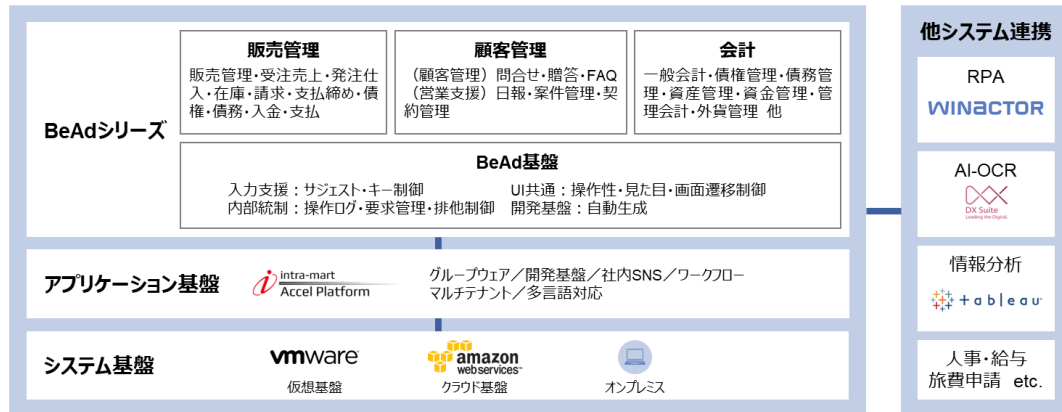 BeAdシリーズ
販売管理
販売管理・受注売上・発注仕
入・在庫・請求・支払締め・債
権・債務・入金・支払
顧客管理
（顧客管理）問合せ・贈答・FAQ
（営業支援）日報・案件管理・契
約管理
会計
一般会計・債権管理・債務管
理・資産管理・資金管理・管
理会計・外貨管理 他
BeAd基盤
入力支援：サジェスト・キー制御
内部統制：操作ログ・要求管理・排他制御
UI共通：操作性・見た目・画面遷移制御
開発基盤：自動生成
アプリケーション基盤
intra-mart
Accel Platform
グループウェア／開発基盤／社内SNS／ワークフロー
マルチテナント／多言語対応
システム基盤
vmware
仮想基盤
amazon
webservices™
クラウド基盤
オンプレミス
他システム連携
RPA
WINACTOR
AI-OCR
DX Suite
Leading the Digital.
情報分析
+ableau
人事・給与
旅費申請 etc.